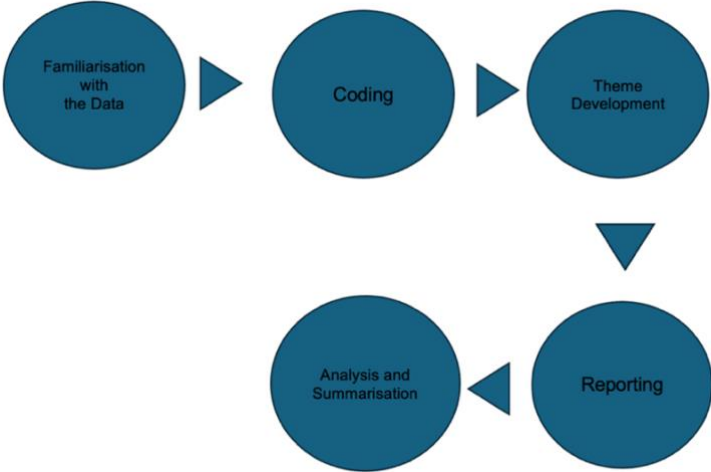 Familiarisation
with
the Data
Coding
Theme
Development
Reporting
Analysis and
Summarisation